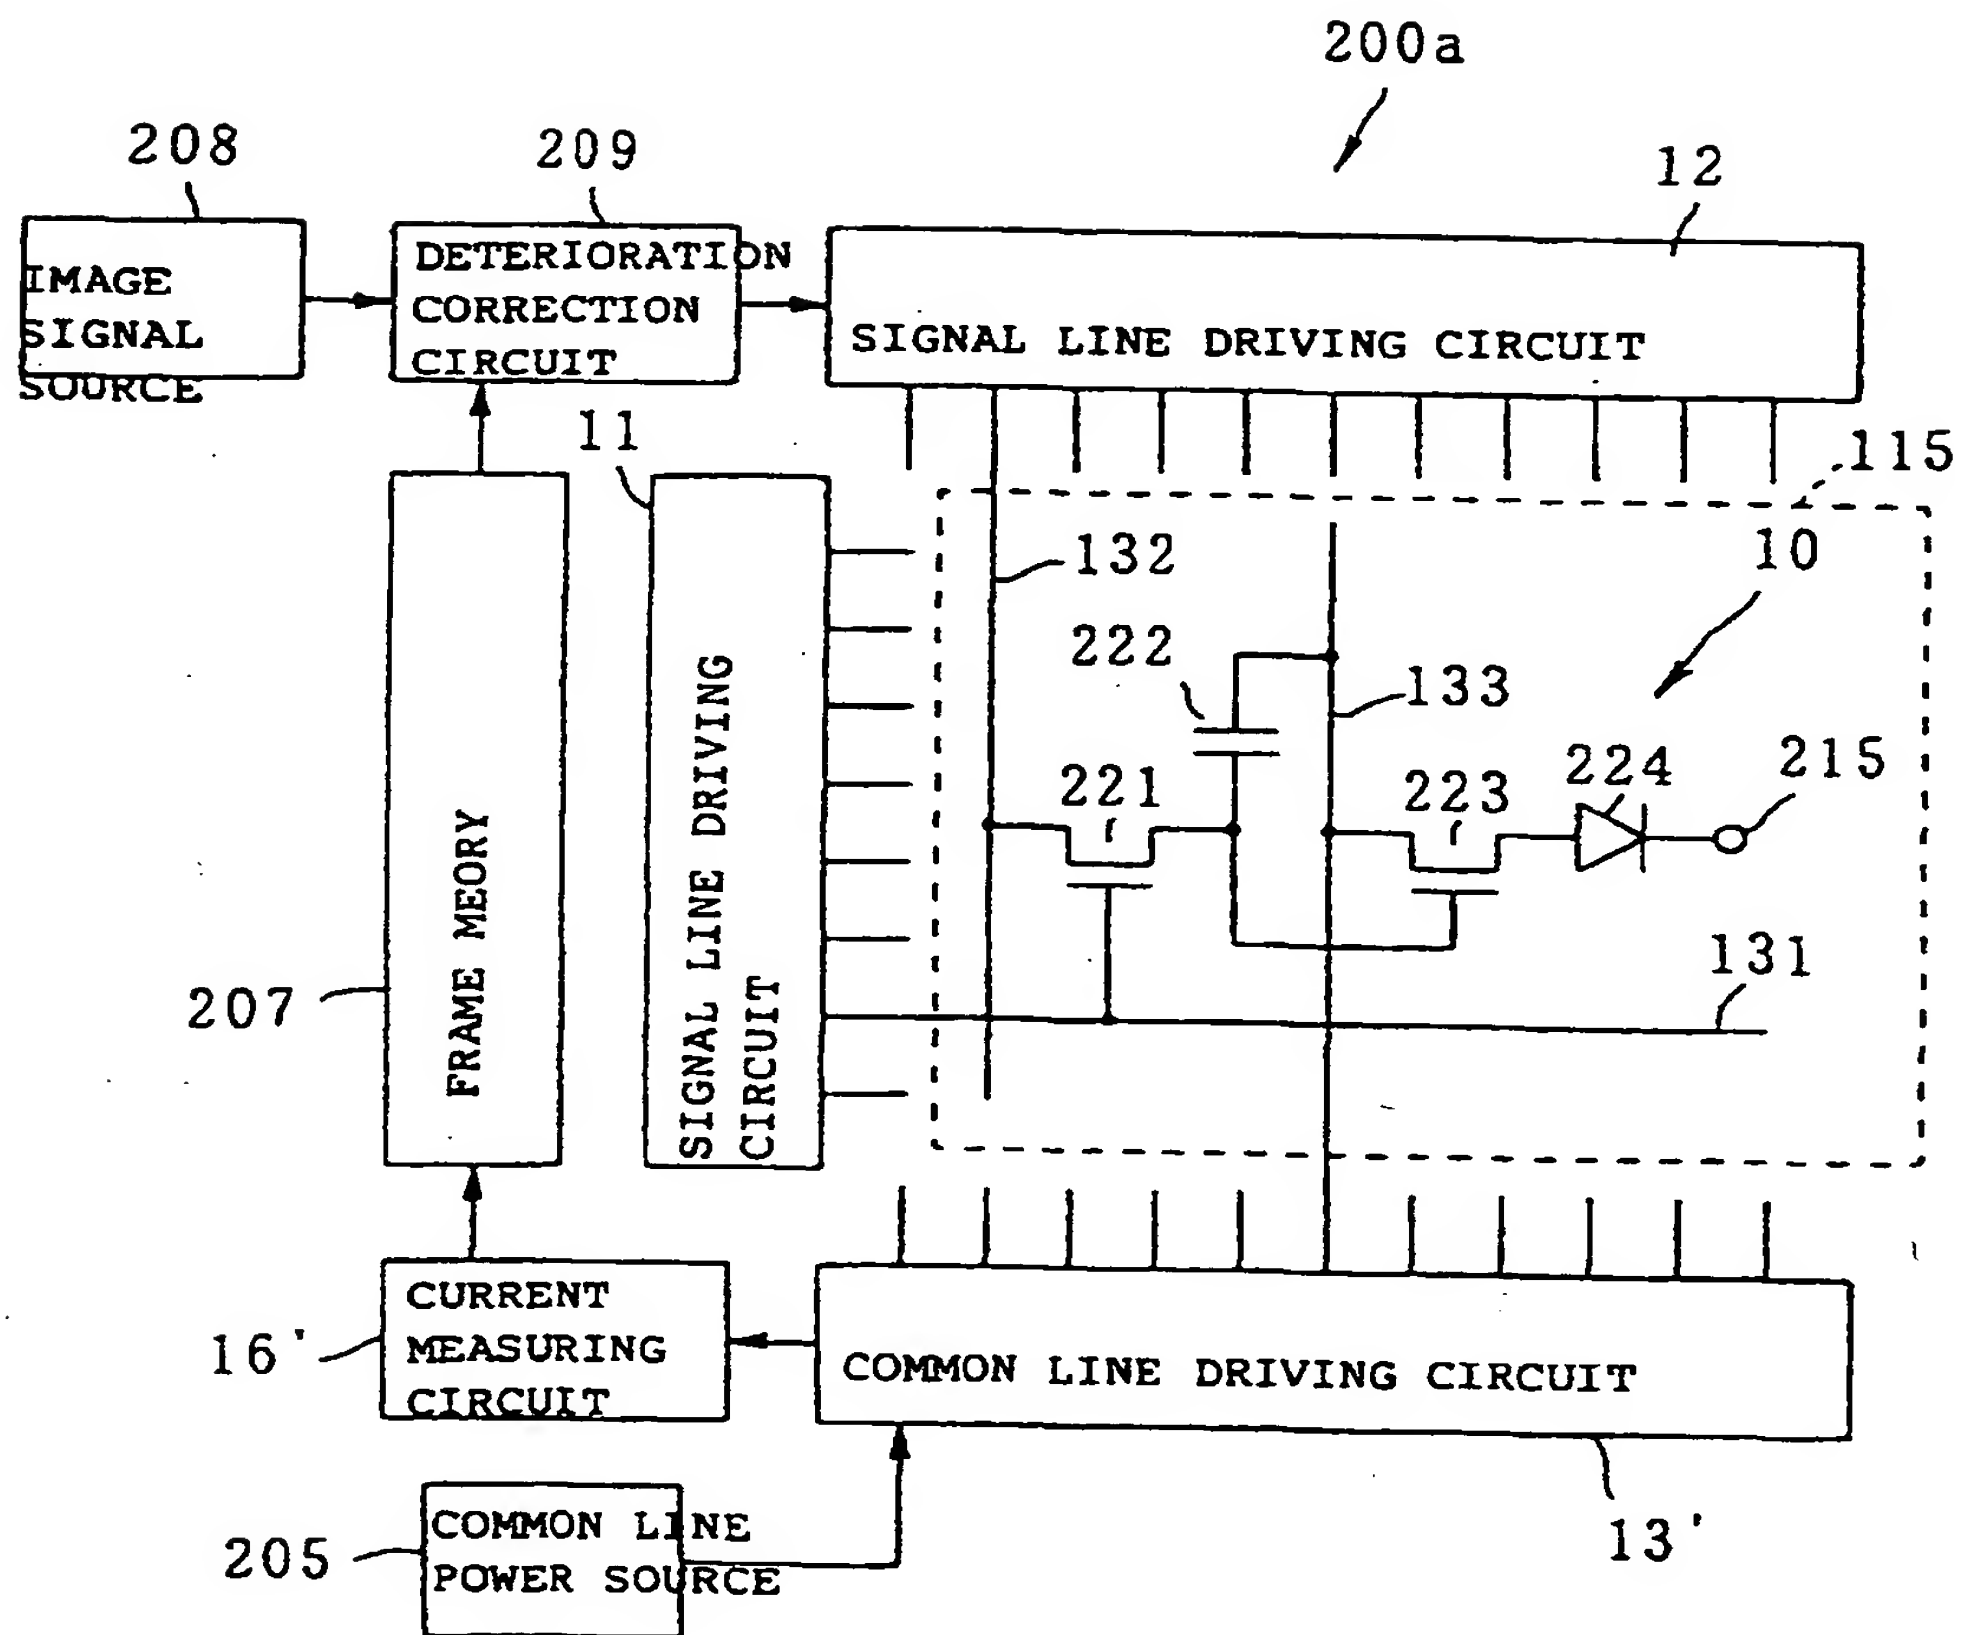 200a
208
209
12
IMAGE
SIGNAL
SOURCE
DETERIORATION
CORRECTION
CIRCUIT
SIGNAL LINE DRIVING CIRCUIT
11
115
132
10
222
133
221
223
224
215
131
207
FRAME MEORY
SIGNAL LINE DRIVING
CIRCUIT
CURRENT
MEASURING
CIRCUIT
16'
COMMON LINE DRIVING CIRCUIT
13'
205
COMMON LINE
POWER SOURCE